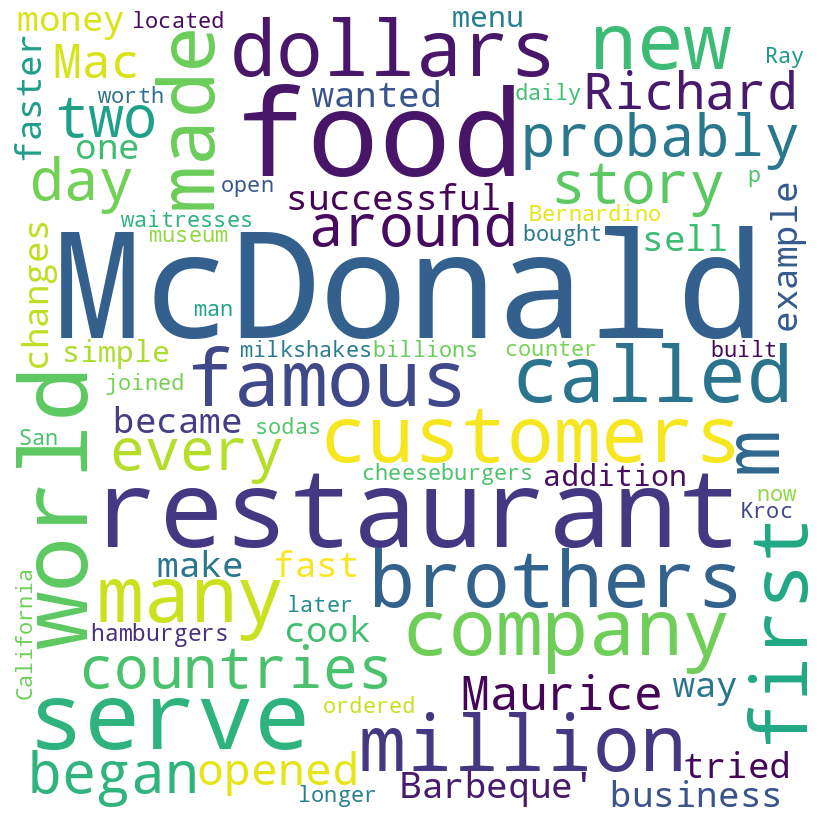 money
located
menu
dollars
new
Mac
made
Ray
faster
worth
wanted
daily
Richard
two
food
probably
one
day
open
successful
story
p
waitresses
around
Bernardino
example
museum
bought
sell
changes
McDonald
man
simple
milkshakes
billions
counter
built
joined
famous
called
world
became
sodas
customers
San
every
m
cheeseburgers
addition
restaurant
now
Kroc
first
make
fast
brothers
many
later
California
hamburgers
cook
company
countries
Maurice
way
serve
ordered
million
began
opened
tried
Barbeque'
longer
business